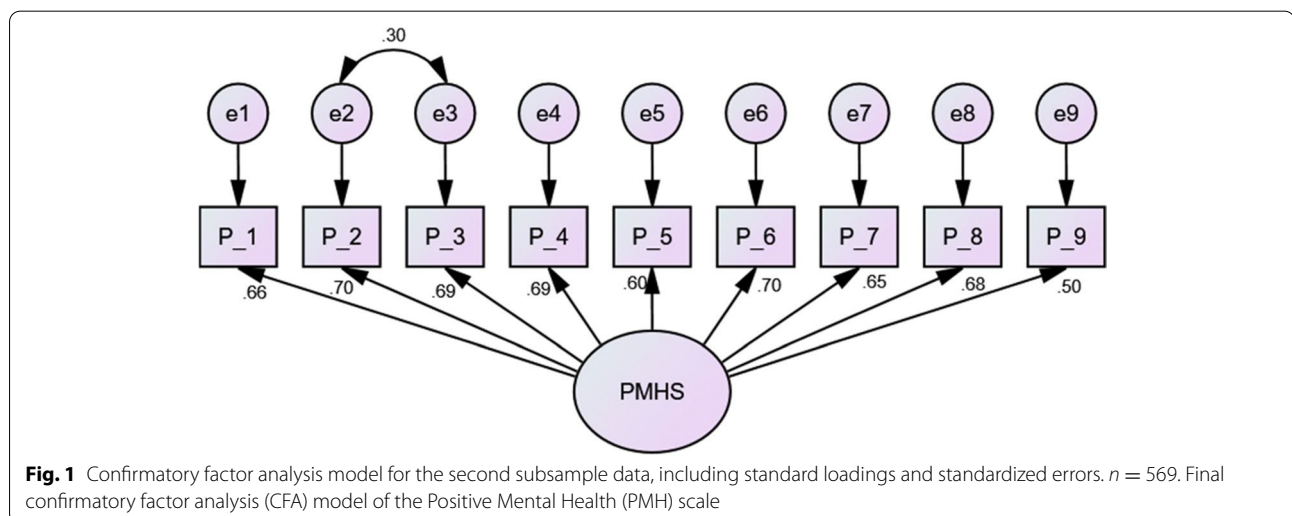 .30
e1 e2 e3 e4 e5 e6 e7 e8 e9
P_1 P_2 P_3 P_4 P_5 P_6 P_7 P_8 P_9
.66 .70 .69 .69 .60 .70 .65 .68 .50
PMHS
Fig. 1 Confirmatory factor analysis model for the second subsample data, including standard loadings and standardized errors. n = 569. Final
confirmatory factor analysis (CFA) model of the Positive Mental Health (PMH) scale